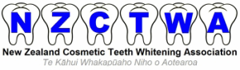 NZCTWA
New Zealand Cosmetic Teeth Whitening Association
Te Kāhui Whakapūaho Niho o Aotearoa